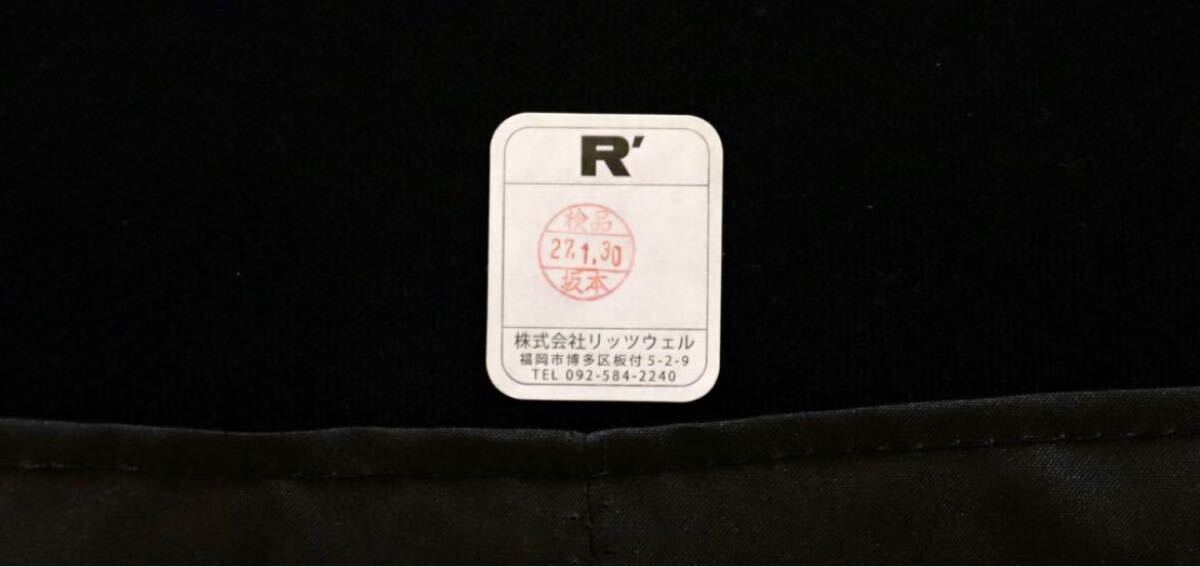 R'
検品
27.1.30
坂本
株式会社リッツウェル
福岡市博多区板付5-2-9
TEL 092-584-2240